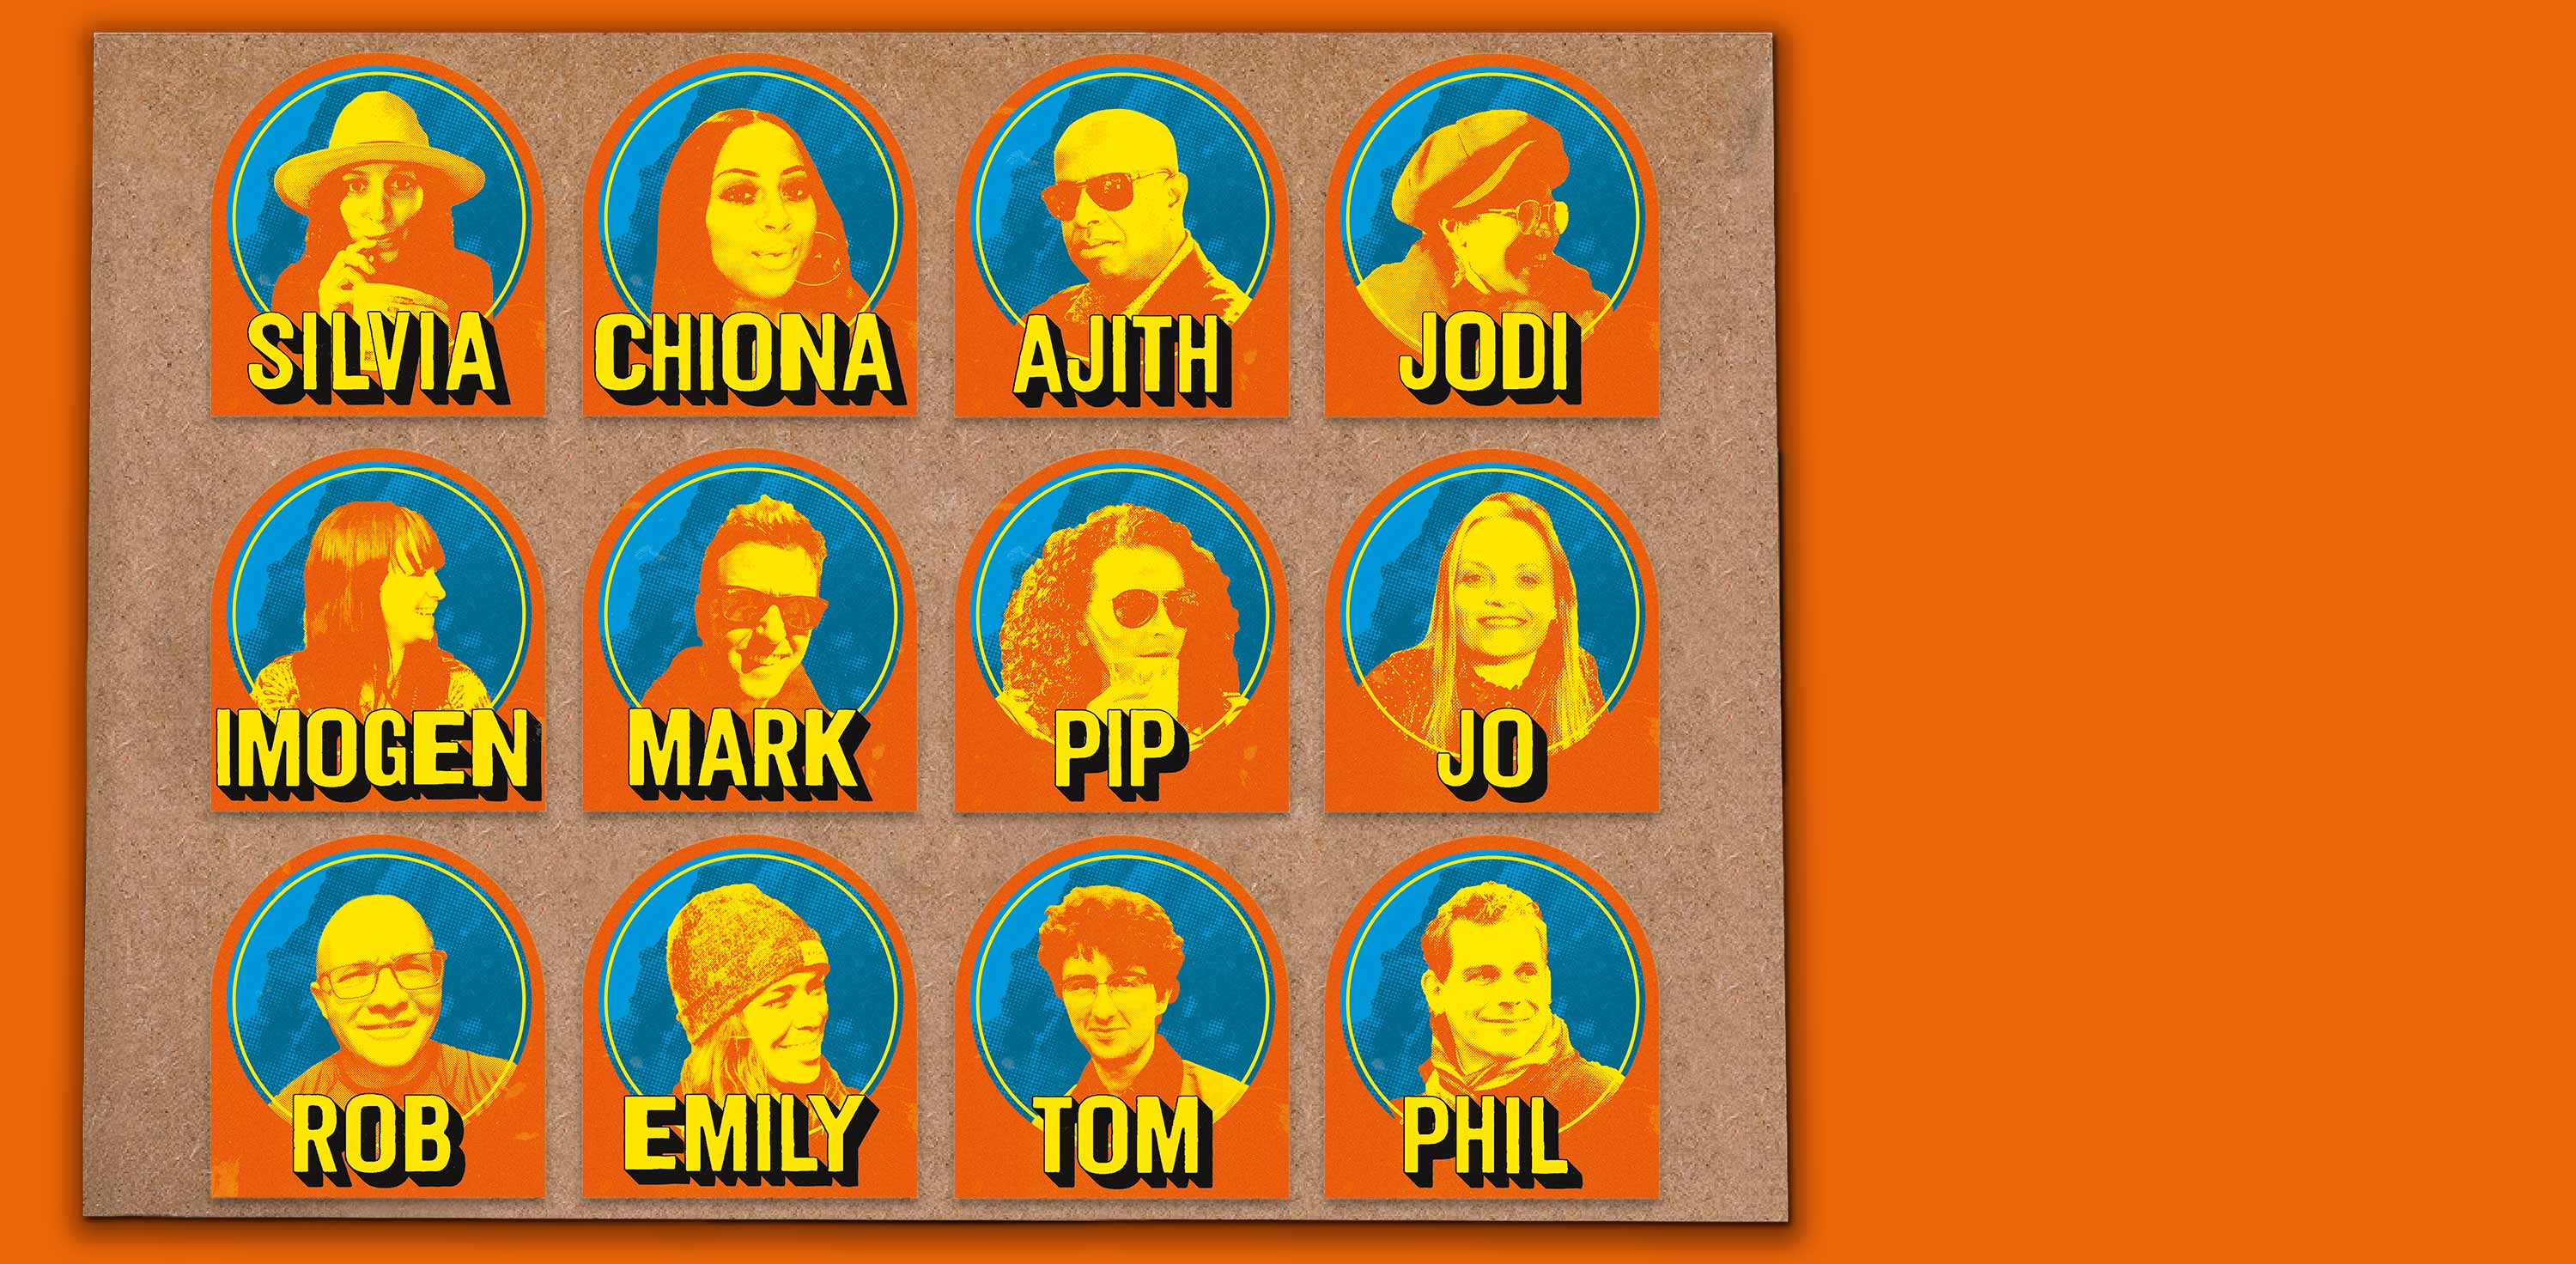 SILVIA
CHIONA
AJITH
JODI
IMOGEN
MARK
PIP
JO
ROB
EMILY
TOM
PHIL